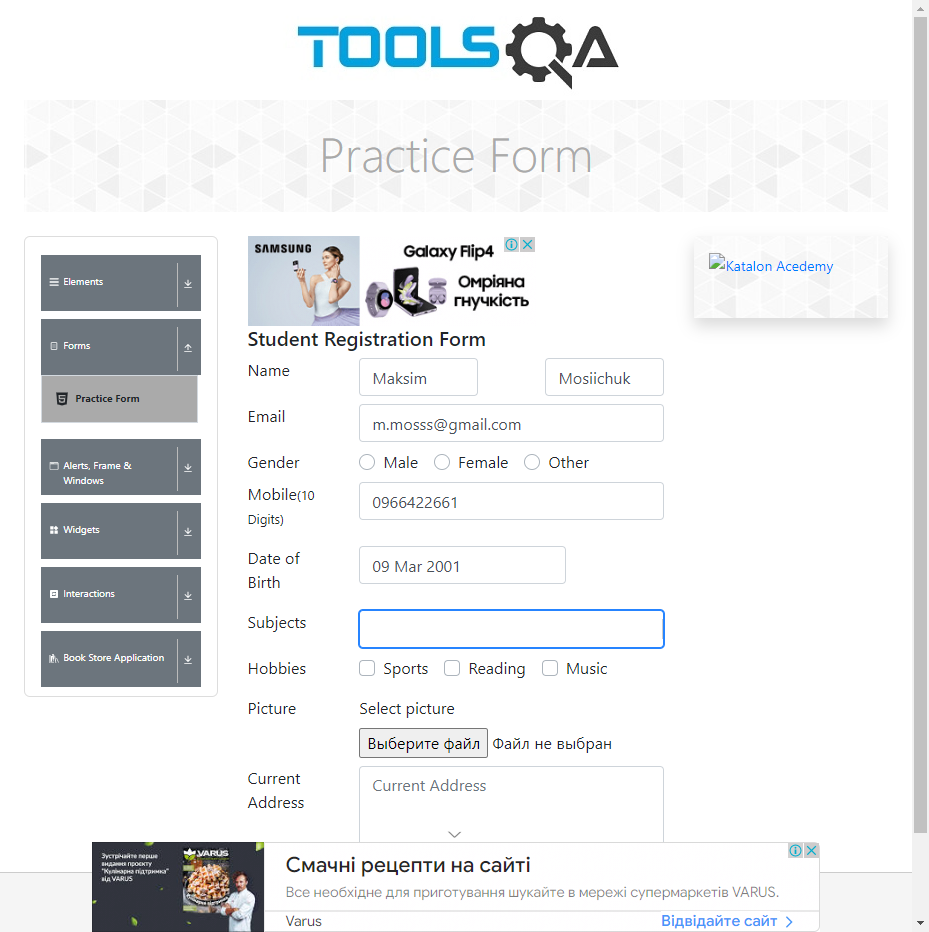 TOOLSQA
Practice Form
Elements
Forms
Practice Form
Alerts, Frame &
Windows
Widgets
Interactions
Book Store Application
SAMSUNG
Galaxy Flip4
Омріяна
гнучкість
Katalon Acedemy
Student Registration Form
Name
Maksim
Mosiichuk
Email
m.mosss@gmail.com
Gender
Male
Female
Other
Mobile(10
Digits)
0966422661
Date of
Birth
09 Mar 2001
Subjects
Hobbies
Sports
Reading
Music
Picture
Select picture
Выберите файл
Файл не выбран
Current
Address
Current Address
Зустрічайте перше
видання проєкту
"Кулінарна підтримка"
від VARUS
VARUS
Смачні рецепти на сайті
Все необхідне для приготування шукайте в мережі супермаркетів VARUS.
Varus
Відвідайте сайт